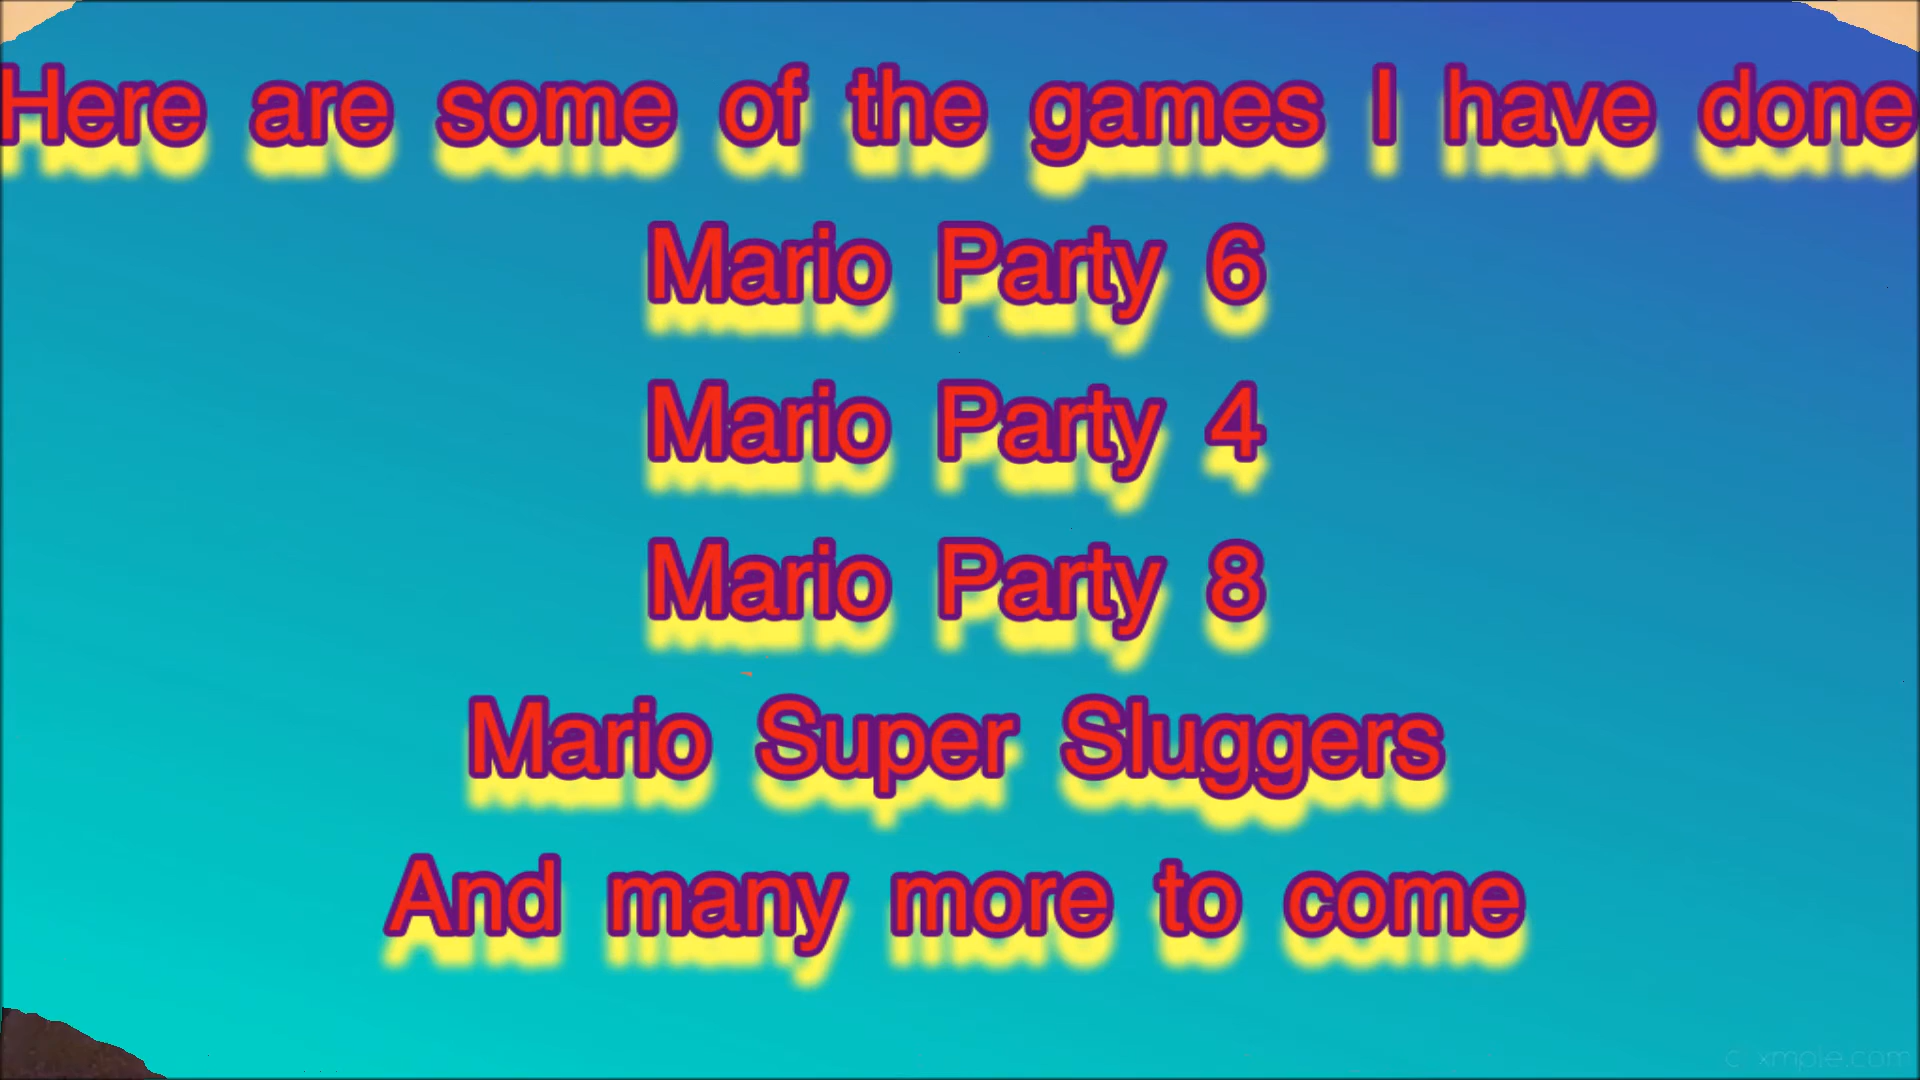 Here are some of the games I have done
Mario Party 6
Mario Party 4
Mario Party 8
Mario Super Sluggers
And many more to come